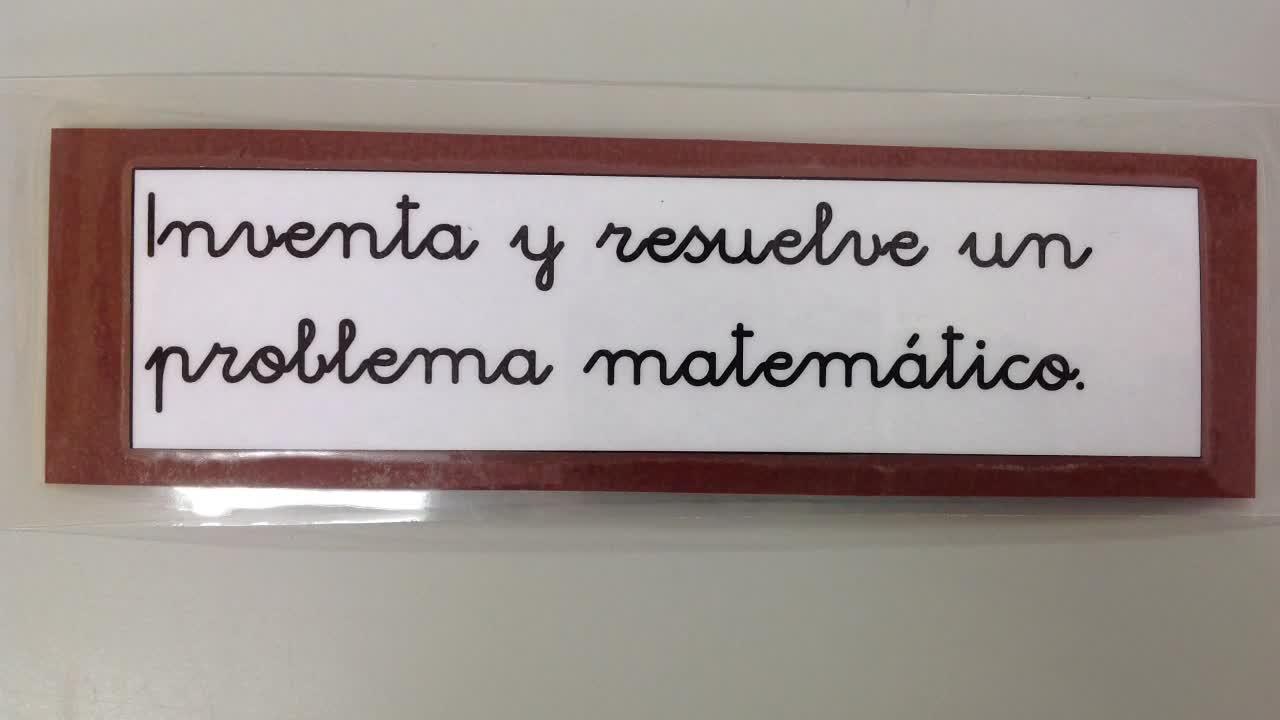 Inventa y resuelve un
problema matemático.